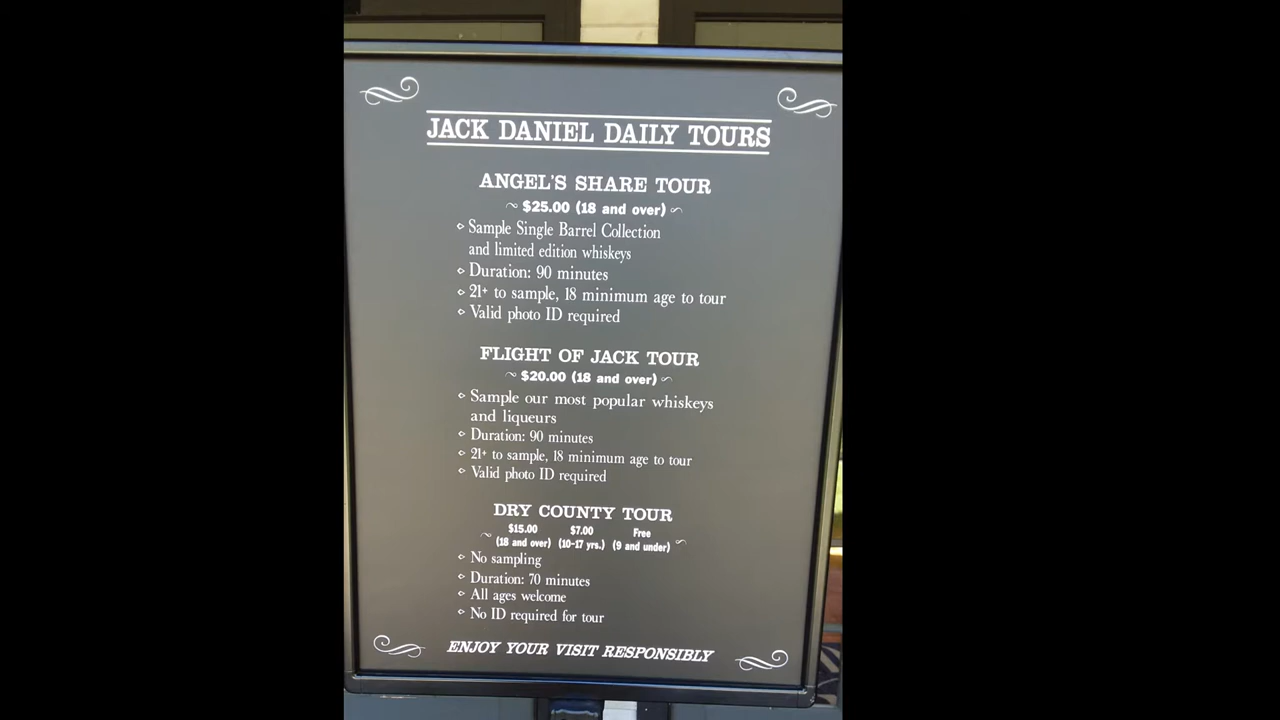 JACK DANIEL DAILY TOURS
ANGEL'S SHARE TOUR
$25.00 (18 and over)
Sample Single Barrel Collection
and limited edition whiskeys
Duration: 90 minutes
21+ to sample, 18 minimum age to tour
Valid photo ID required
FLIGHT OF JACK TOUR
$20.00 (18 and over)
Sample our most popular whiskeys
and liqueurs
Duration: 90 minutes
21+ to sample, 18 minimum age to tour
Valid photo ID required
DRY COUNTY TOUR
$15.00 $7.00 Free
(18 and over) (10-17 yrs.) (9 and under)
No sampling
Duration: 70 minutes
All ages welcome
No ID required for tour
ENJOY YOUR VISIT RESPONSIBLY